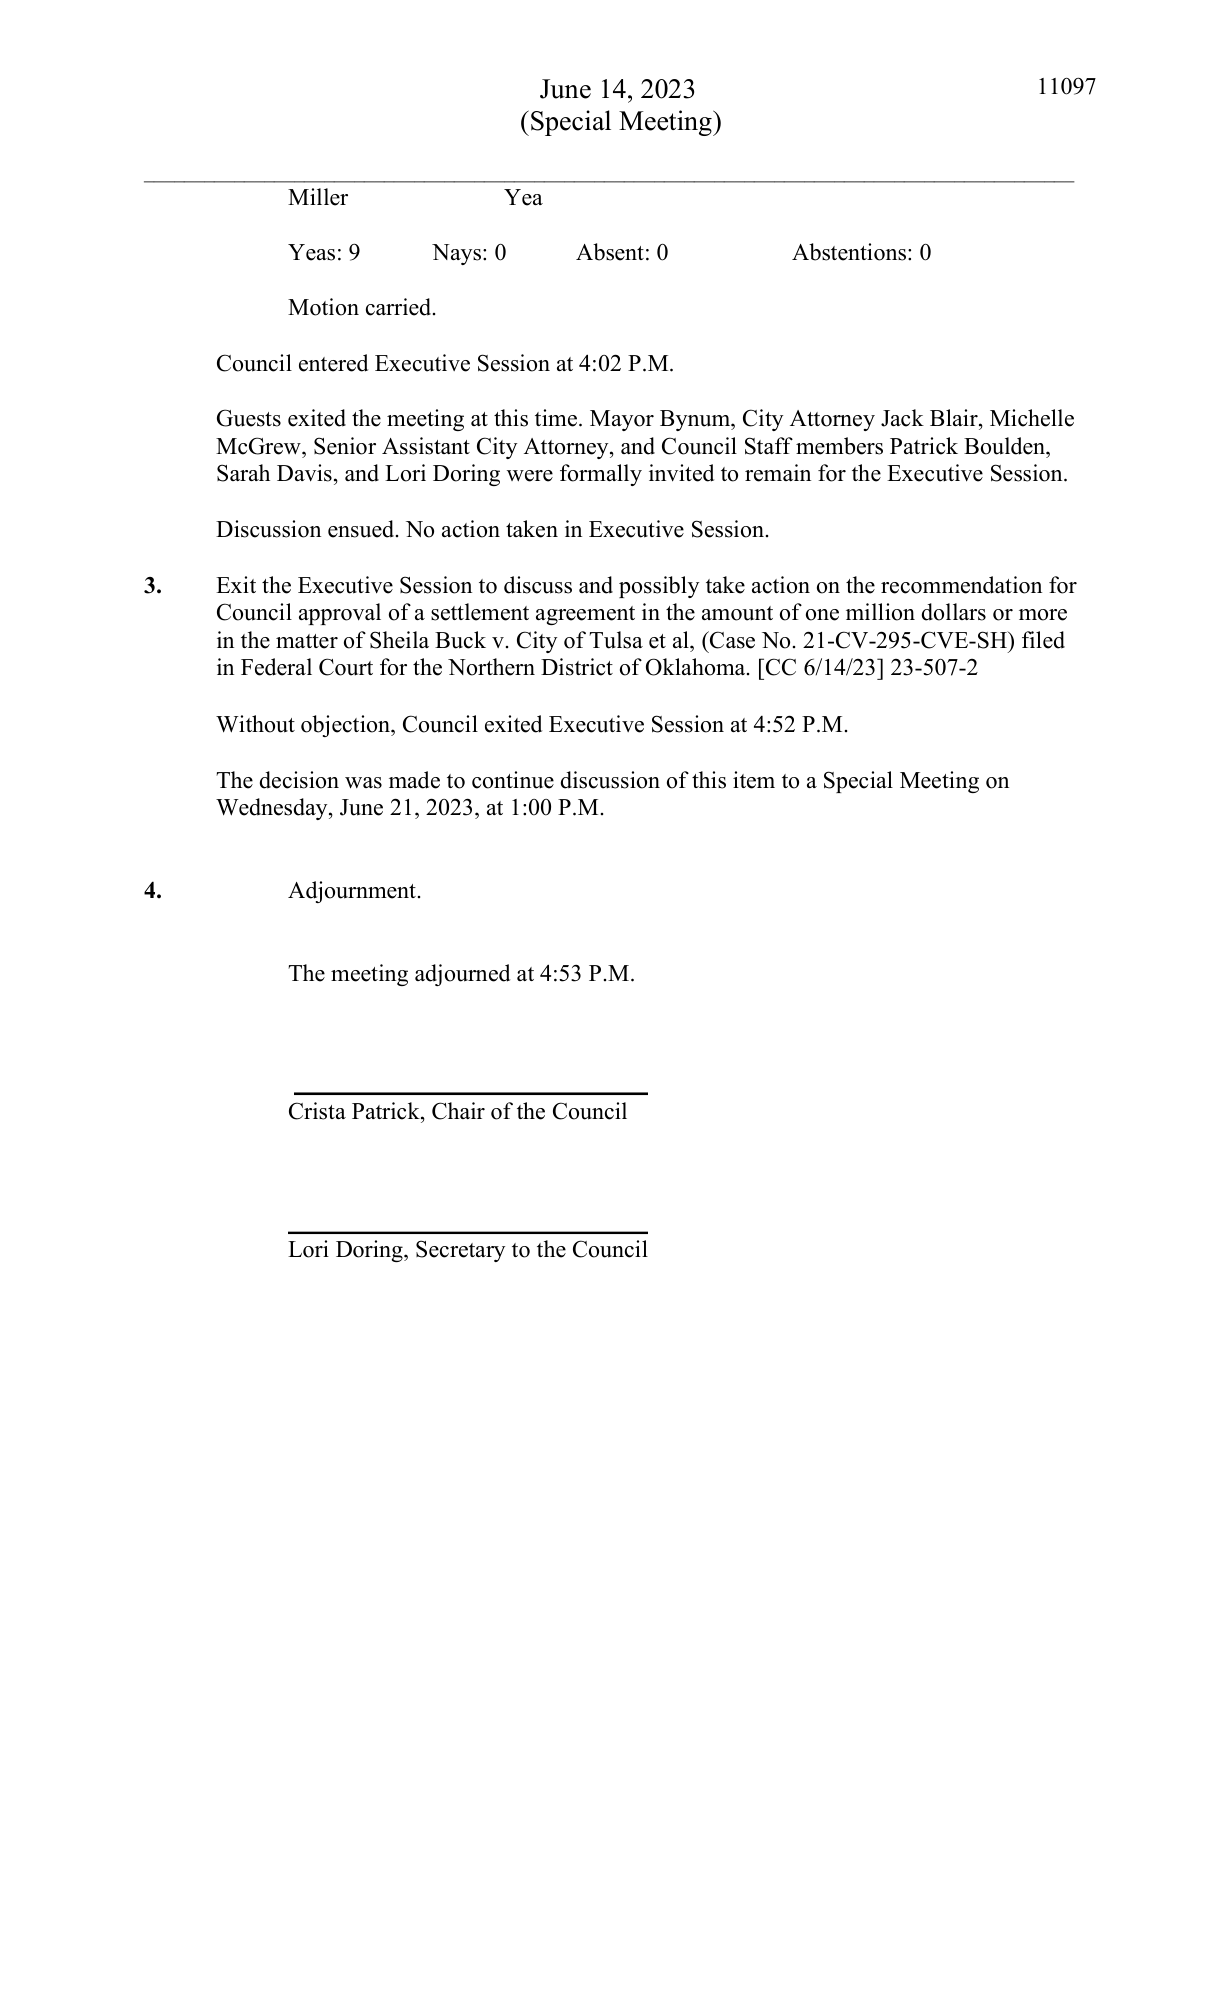 June 14, 2023
11097
(Special Meeting)
Miller Yea
Yeas: 9 Nays: 0 Absent: 0 Abstentions: 0
Motion carried.
Council entered Executive Session at 4:02 P.M.
Guests exited the meeting at this time. Mayor Bynum, City Attorney Jack Blair, Michelle
McGrew, Senior Assistant City Attorney, and Council Staff members Patrick Boulden,
Sarah Davis, and Lori Doring were formally invited to remain for the Executive Session.
Discussion ensued. No action taken in Executive Session.
3. Exit the Executive Session to discuss and possibly take action on the recommendation for
Council approval of a settlement agreement in the amount of one million dollars or more
in the matter of Sheila Buck v. City of Tulsa et al, (Case No. 21-CV-295-CVE-SH) filed
in Federal Court for the Northern District of Oklahoma. [CC 6/14/23] 23-507-2
Without objection, Council exited Executive Session at 4:52 P.M.
The decision was made to continue discussion of this item to a Special Meeting on
Wednesday, June 21, 2023, at 1:00 P.M.
4. Adjournment.
The meeting adjourned at 4:53 P.M.
Crista Patrick, Chair of the Council
Lori Doring, Secretary to the Council